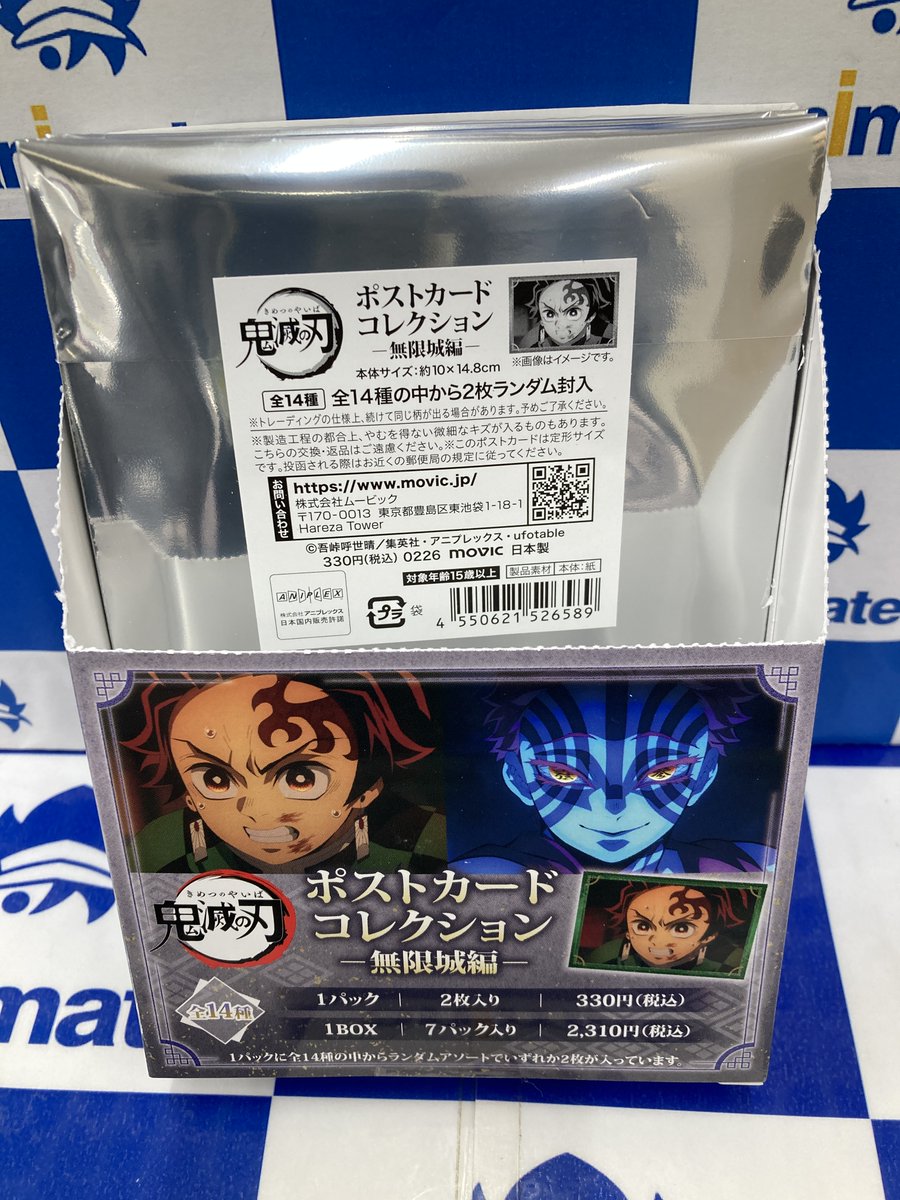 animate
きめつのやいば
鬼滅の刃
ポストカード
コレクション
―無限城編―
本体サイズ:約10×14.8cm
※画像はイメージです。
全14種 全14種の中から2枚ランダム封入
※トレーディングの仕様上、続けて同じ柄が出る場合があります。予めご了承ください。
※製造工程の都合上、やむを得ない微細なキズが入るものもあります。
こちらの交換・返品はご遠慮ください。※このポストカードは定形サイズ
です。投函される際はお近くの郵便局の規定に従ってください。
お問い合わせ
https://www.movic.jp/
株式会社ムービック
〒170-0013 東京都豊島区東池袋1-18-1
Hareza Tower
©吾峠呼世晴/集英社・アニプレックス・ufotable
330円(税込) 0226 movic 日本製
対象年齢15歳以上 製品素材 本体:紙
ANIPLEX
株式会社アニプレックス
日本国内販売許諾
プラ
袋
4 550621 526589
mate
きめつのやいば
鬼滅の刃
ポストカード
コレクション
―無限城編―
全14種
1パック | 2枚入り | 330円(税込)
1BOX | 7パック入り | 2,310円(税込)
1パックに全14種の中からランダムアソートでいずれか2枚が入っています。
mate